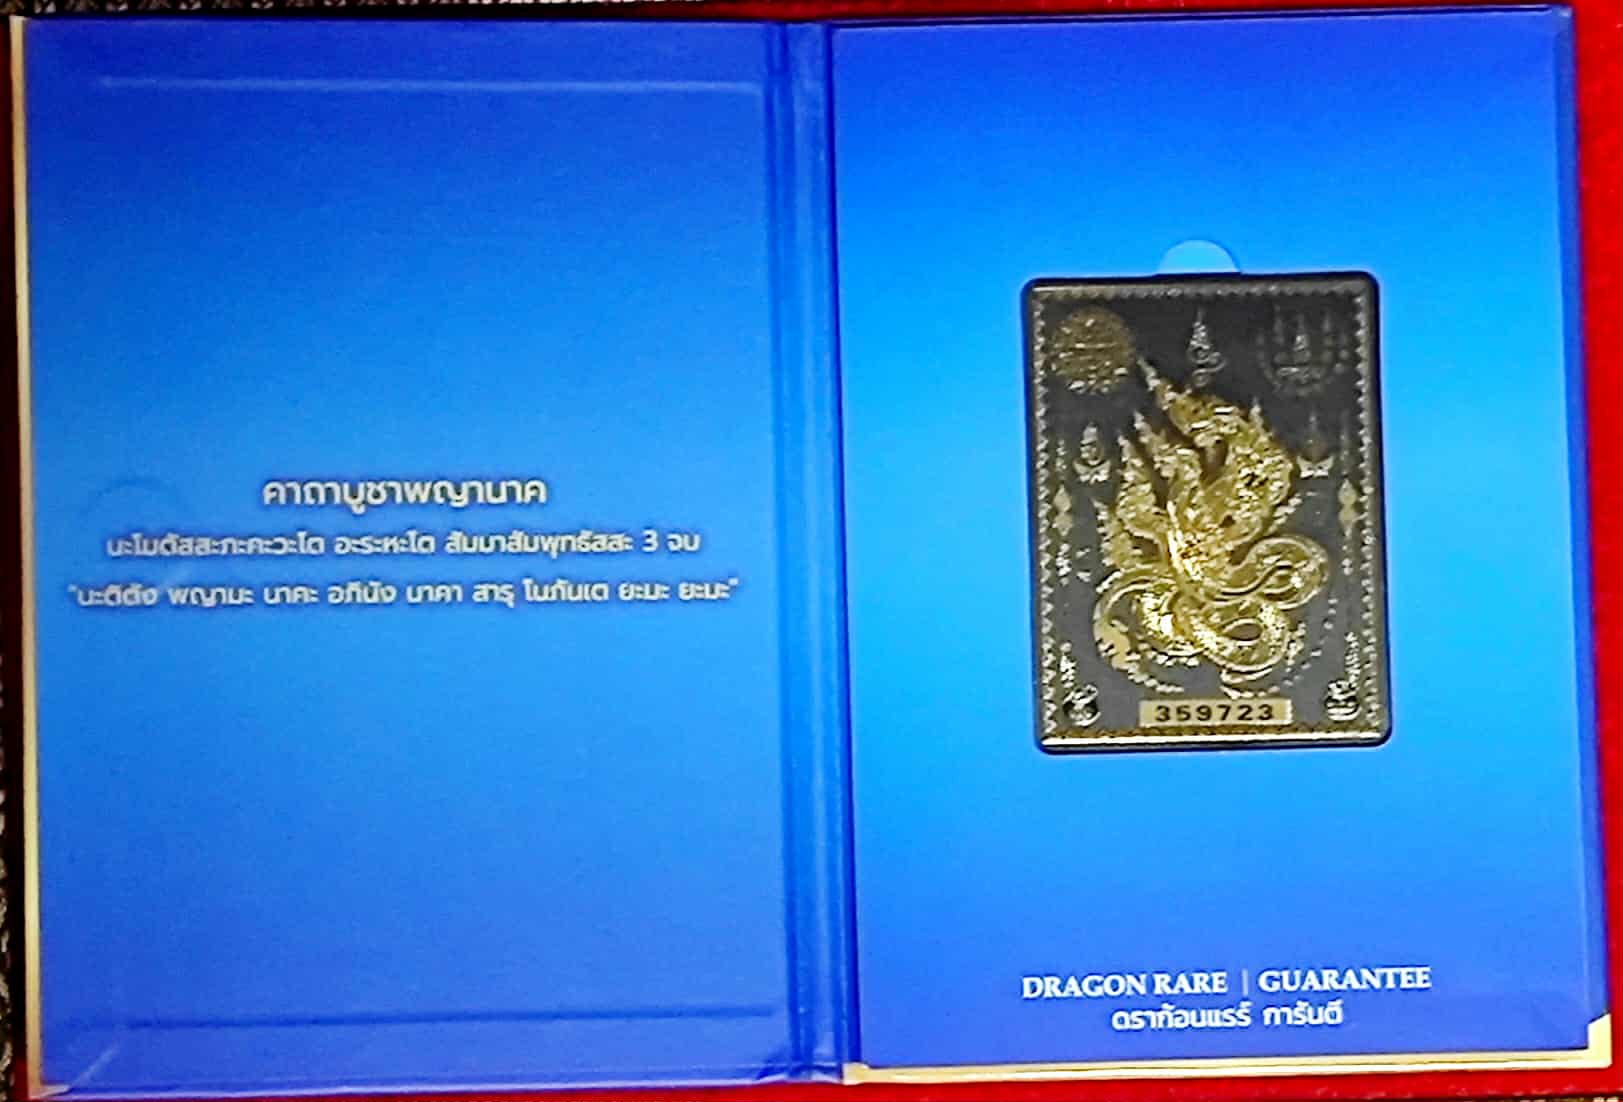 คาถาบูชาพญานาค
นะโมตัสสะภะคะวะโต อะระหะโต สัมมาสัมพุทธัสสะ 3 จบ
"นะติตัง พญามะ นาคะ อภินัง นาคา สารุ โนภันเต ยะมะ ยะมะ"
359723
DRAGON RARE | GUARANTEE
ดราก้อนแรร์ การันตี